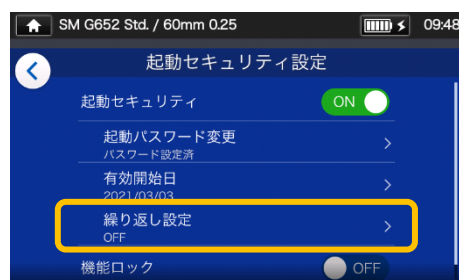 SM G652 Std. / 60mm 0.25
09:48
起動セキュリティ設定
起動セキュリティ
ON
起動パスワード変更
パスワード設定済
有効開始日
2021/03/03
繰り返し設定
OFF
機能ロック
OFF